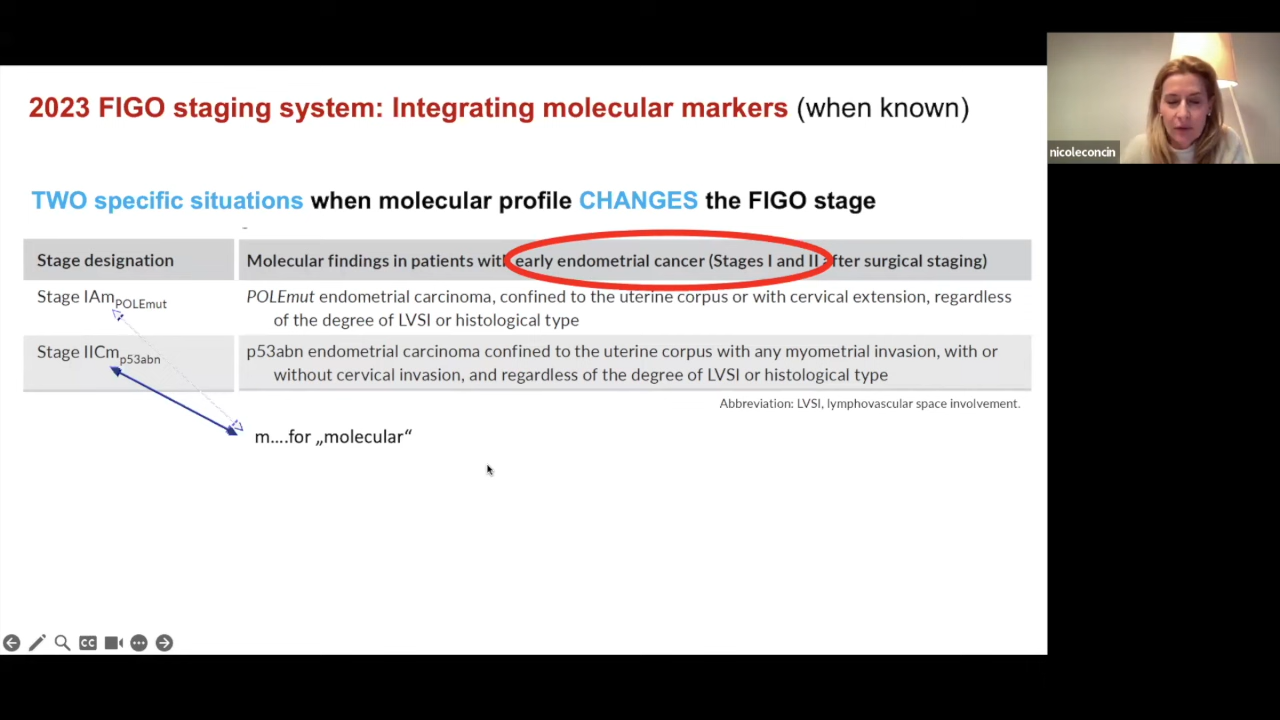 2023 FIGO staging system: Integrating molecular markers (when known)
nicoleconcin
TWO specific situations when molecular profile CHANGES the FIGO stage
Stage designation
Molecular findings in patients with early endometrial cancer (Stages I and II after surgical staging)
Stage IAmPOLEmut
POLEmut endometrial carcinoma, confined to the uterine corpus or with cervical extension, regardless
of the degree of LVSI or histological type
Stage IICmp53abn
p53abn endometrial carcinoma confined to the uterine corpus with any myometrial invasion, with or
without cervical invasion, and regardless of the degree of LVSI or histological type
Abbreviation: LVSI, lymphovascular space involvement.
m....for „molecular“
CC